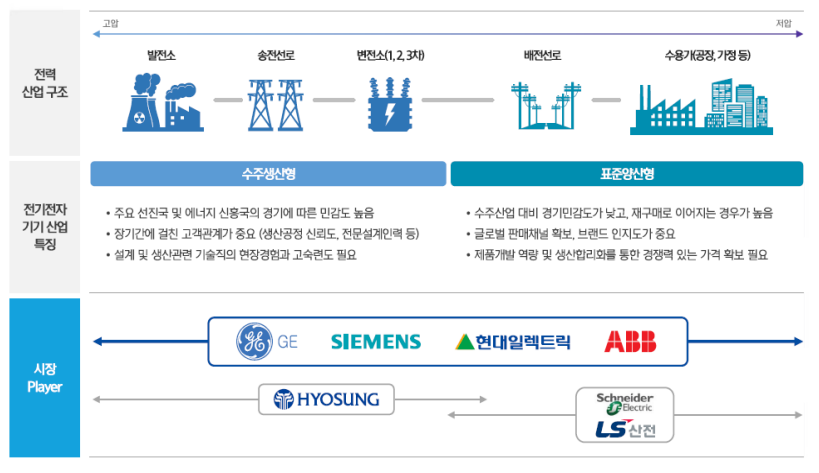 고압
저압
발전소
송전선로
변전소(1, 2, 3차)
배전선로
수용가(공장, 가정 등)
전력
산업 구조
수주생산형
표준양산형
전기전자
기기 산업
특징
• 주요 선진국 및 에너지 신흥국의 경기에 따른 민감도 높음
• 장기간에 걸친 고객관계가 중요 (생산공정 신뢰도, 전문설계인력 등)
• 설계 및 생산관련 기술직의 현장경험과 고숙련도 필요
• 수주산업 대비 경기민감도가 낮고, 재구매로 이어지는 경우가 높음
• 글로벌 판매채널 확보, 브랜드 인지도가 중요
• 제품개발 역량 및 생산합리화를 통한 경쟁력 있는 가격 확보 필요
시장
Player
GE
SIEMENS
현대일렉트릭
ABB
HYOSUNG
Schneider
Electric
LS산전